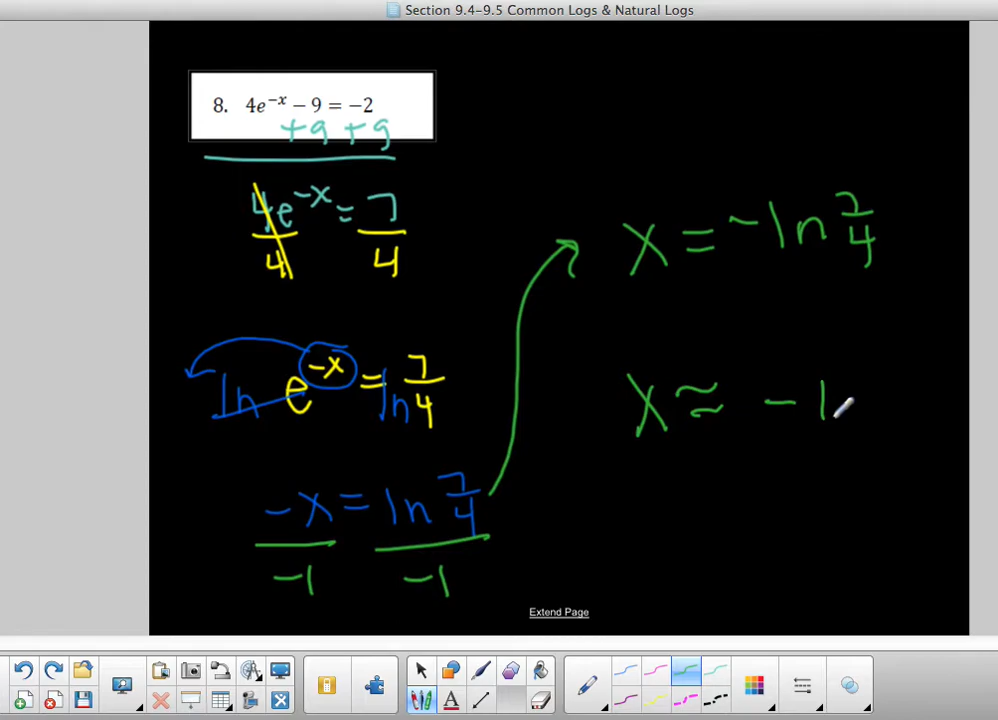 Section 9.4-9.5 Common Logs & Natural Logs
8. 4e^{-x} − 9 = −2
+9 +9
4e^{-x} = 7
4 4
ln e^{-x} = ln 7/4
-x = ln 7/4
-1 -1
x = -ln 7/4
x ≈ -1
Extend Page